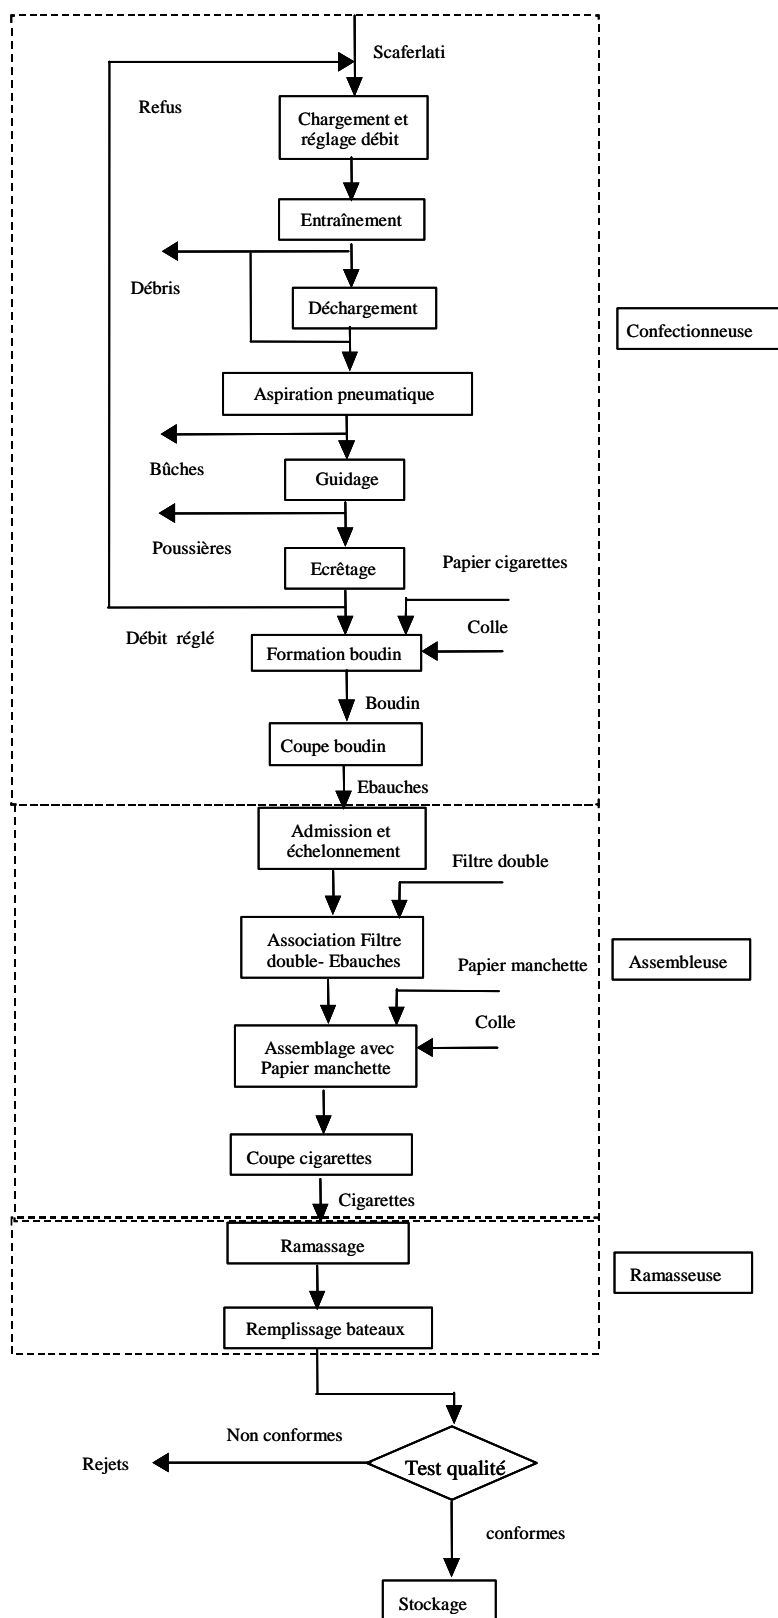 Scaferlati
Refus
Chargement et
réglage débit
Entraînement
Débris
Déchargement
Confectionneuse
Aspiration pneumatique
Bûches
Guidage
Poussières
Ecrêtage
Papier cigarettes
Colle
Débit réglé
Formation boudin
Boudin
Coupe boudin
Ebauches
Admission et
échelonnement
Filtre double
Association Filtre
double- Ebauches
Assembleuse
Papier manchette
Colle
Assemblage avec
Papier manchette
Coupe cigarettes
Cigarettes
Ramassage
Ramasseuse
Remplissage bateaux
Non conformes
Rejets
Test qualité
conformes
Stockage